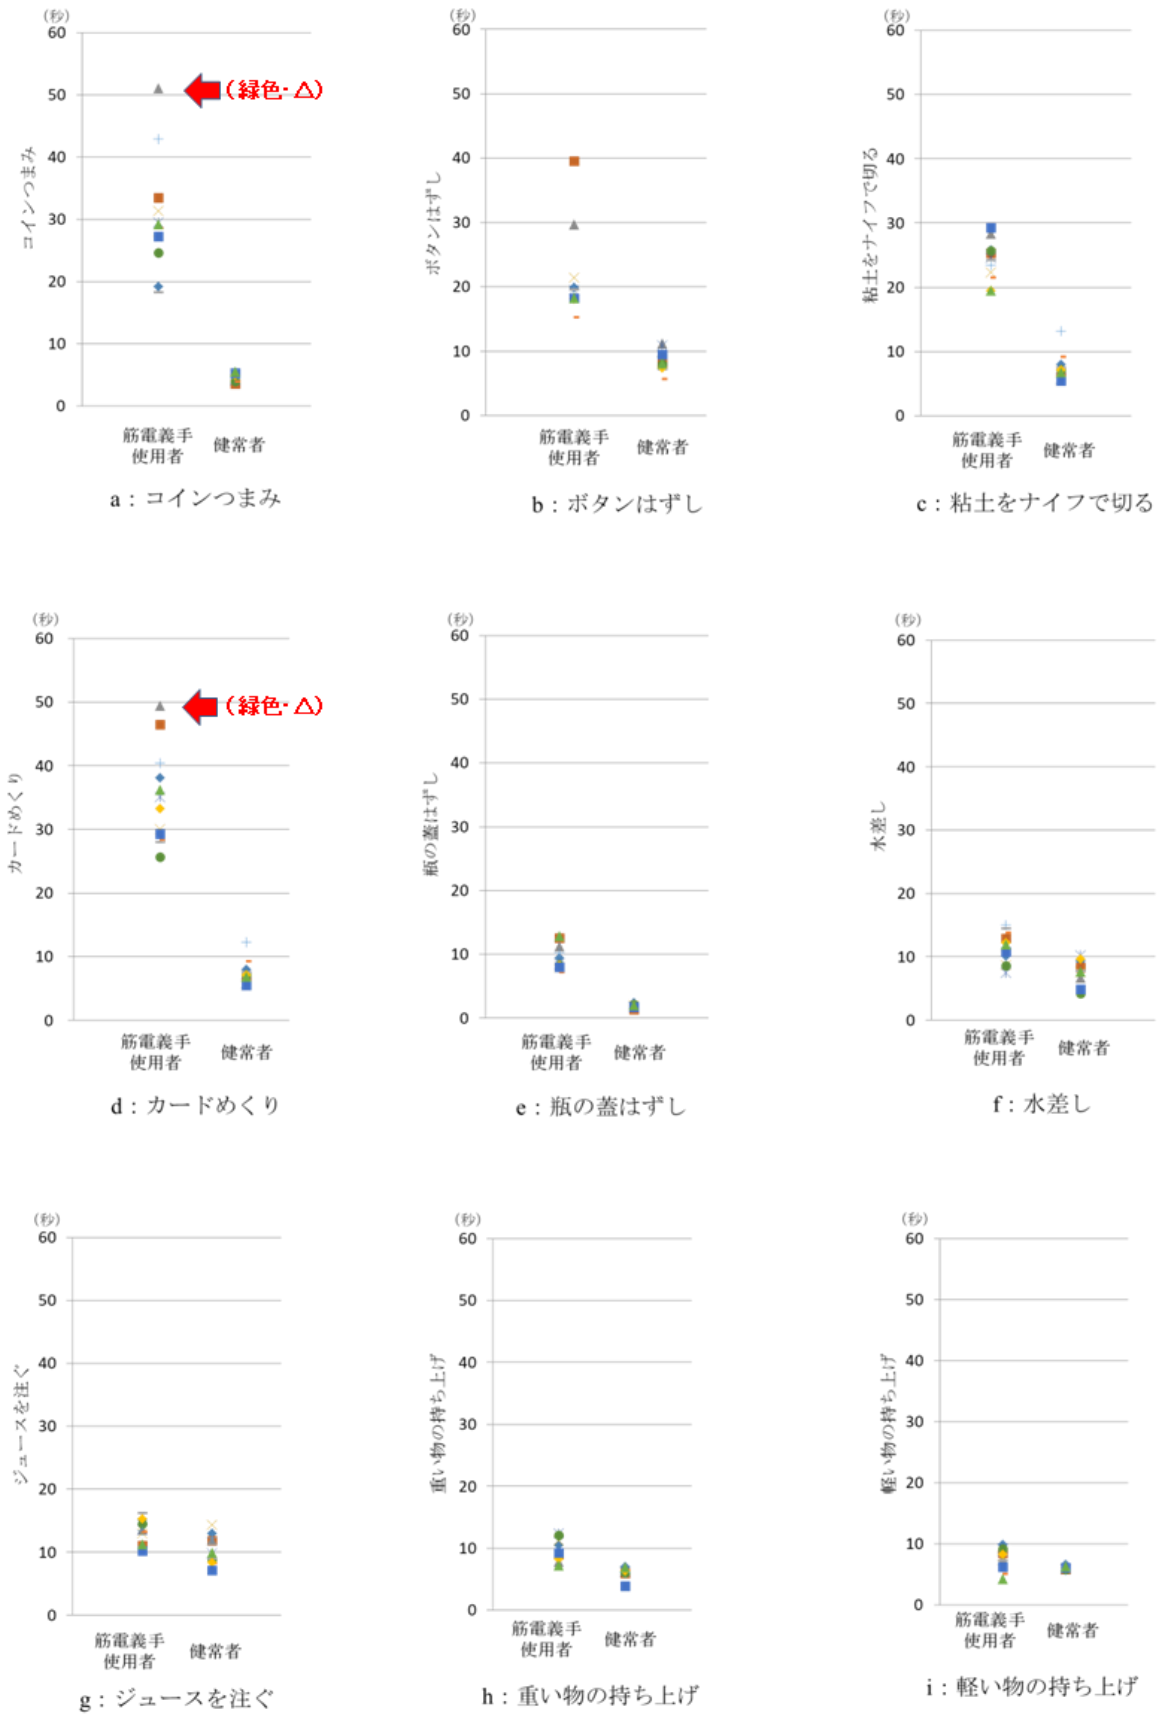 (秒)
60
50
40
30
20
10
0
コインつまみ
(緑色・△)
筋電義手
使用者
健常者
a：コインつまみ
(秒)
60
50
40
30
20
10
0
ボタンはずし
筋電義手
使用者
健常者
b：ボタンはずし
(秒)
60
50
40
30
20
10
0
粘土をナイフで切る
筋電義手
使用者
健常者
c：粘土をナイフで切る
(秒)
60
50
40
30
20
10
0
カードめくり
(緑色・△)
筋電義手
使用者
健常者
d：カードめくり
(秒)
60
50
40
30
20
10
0
瓶の蓋はずし
筋電義手
使用者
健常者
e：瓶の蓋はずし
(秒)
60
50
40
30
20
10
0
水差し
筋電義手
使用者
健常者
f：水差し
(秒)
60
50
40
30
20
10
0
ジュースを注ぐ
筋電義手
使用者
健常者
g：ジュースを注ぐ
(秒)
60
50
40
30
20
10
0
重い物の持ち上げ
筋電義手
使用者
健常者
h：重い物の持ち上げ
(秒)
60
50
40
30
20
10
0
軽い物の持ち上げ
筋電義手
使用者
健常者
i：軽い物の持ち上げ